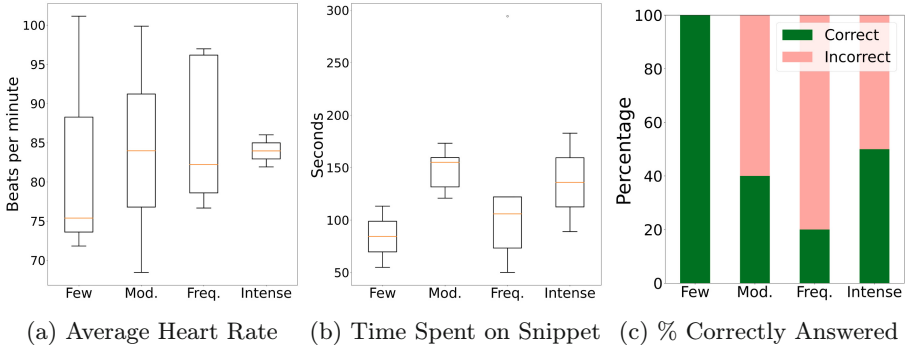 Beats per minute
100
95
90
85
80
75
70
Few Mod. Freq. Intense
(a) Average Heart Rate
Seconds
300
250
200
150
100
50
Few Mod. Freq. Intense
(b) Time Spent on Snippet
Percentage
100
80
60
40
20
0
Correct
Incorrect
Few Mod. Freq. Intense
(c) % Correctly Answered